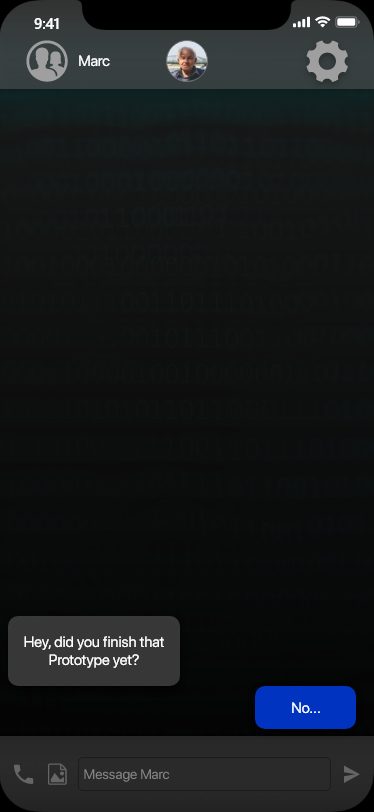 9:41
Marc
Hey, did you finish that
Prototype yet?
No...
Message Marc